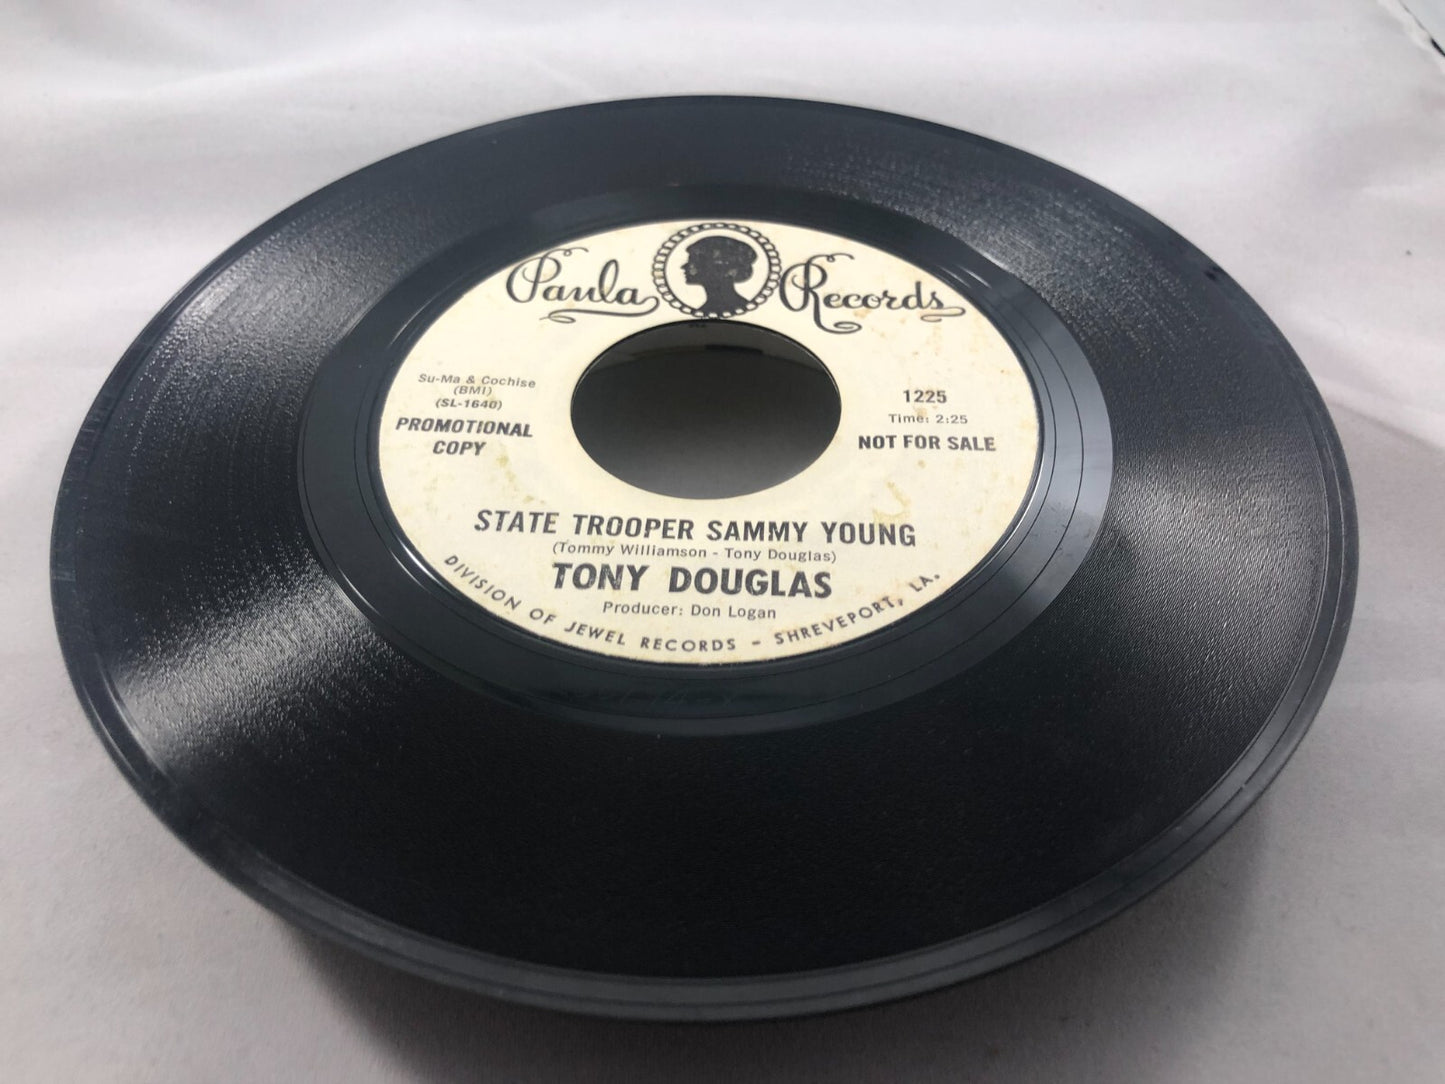 Paula Records
Su-Ma & Cochise
(BMI)
(SL-1640)
PROMOTIONAL
COPY
1225
Time: 2:25
NOT FOR SALE
STATE TROOPER SAMMY YOUNG
(Tommy Williamson - Tony Douglas)
TONY DOUGLAS
Producer: Don Logan
DIVISION OF JEWEL RECORDS - SHREVEPORT, LA.